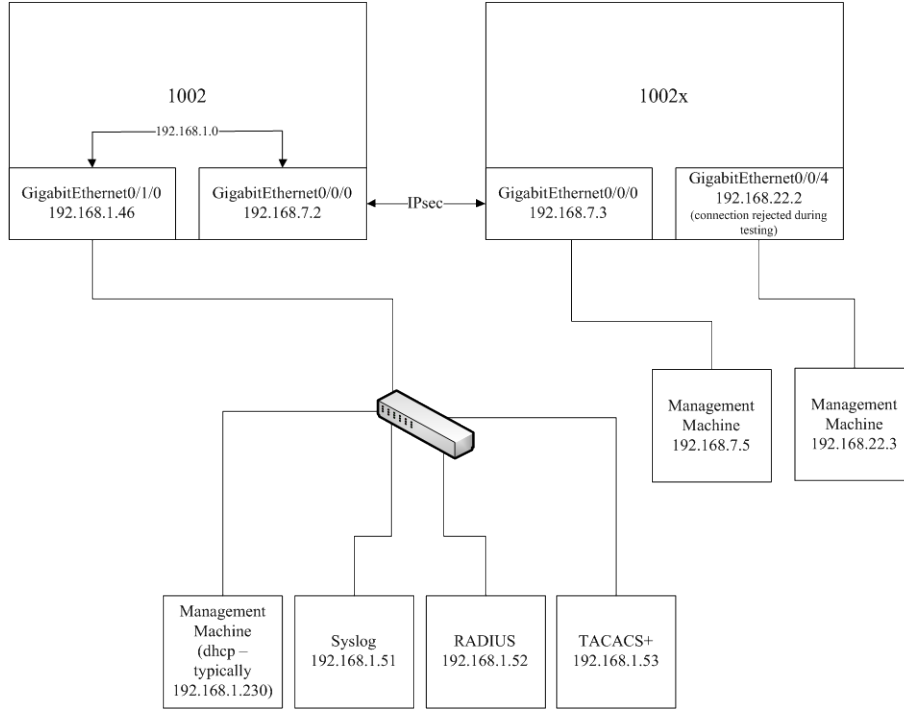 1002
192.168.1.0
GigabitEthernet0/1/0
192.168.1.46
GigabitEthernet0/0/0
192.168.7.2
IPsec
1002x
GigabitEthernet0/0/0
192.168.7.3
GigabitEthernet0/0/4
192.168.22.2
(connection rejected during
testing)
Management
Machine
192.168.7.5
Management
Machine
192.168.22.3
Management
Machine
(dhcp –
typically
192.168.1.230)
Syslog
192.168.1.51
RADIUS
192.168.1.52
TACACS+
192.168.1.53